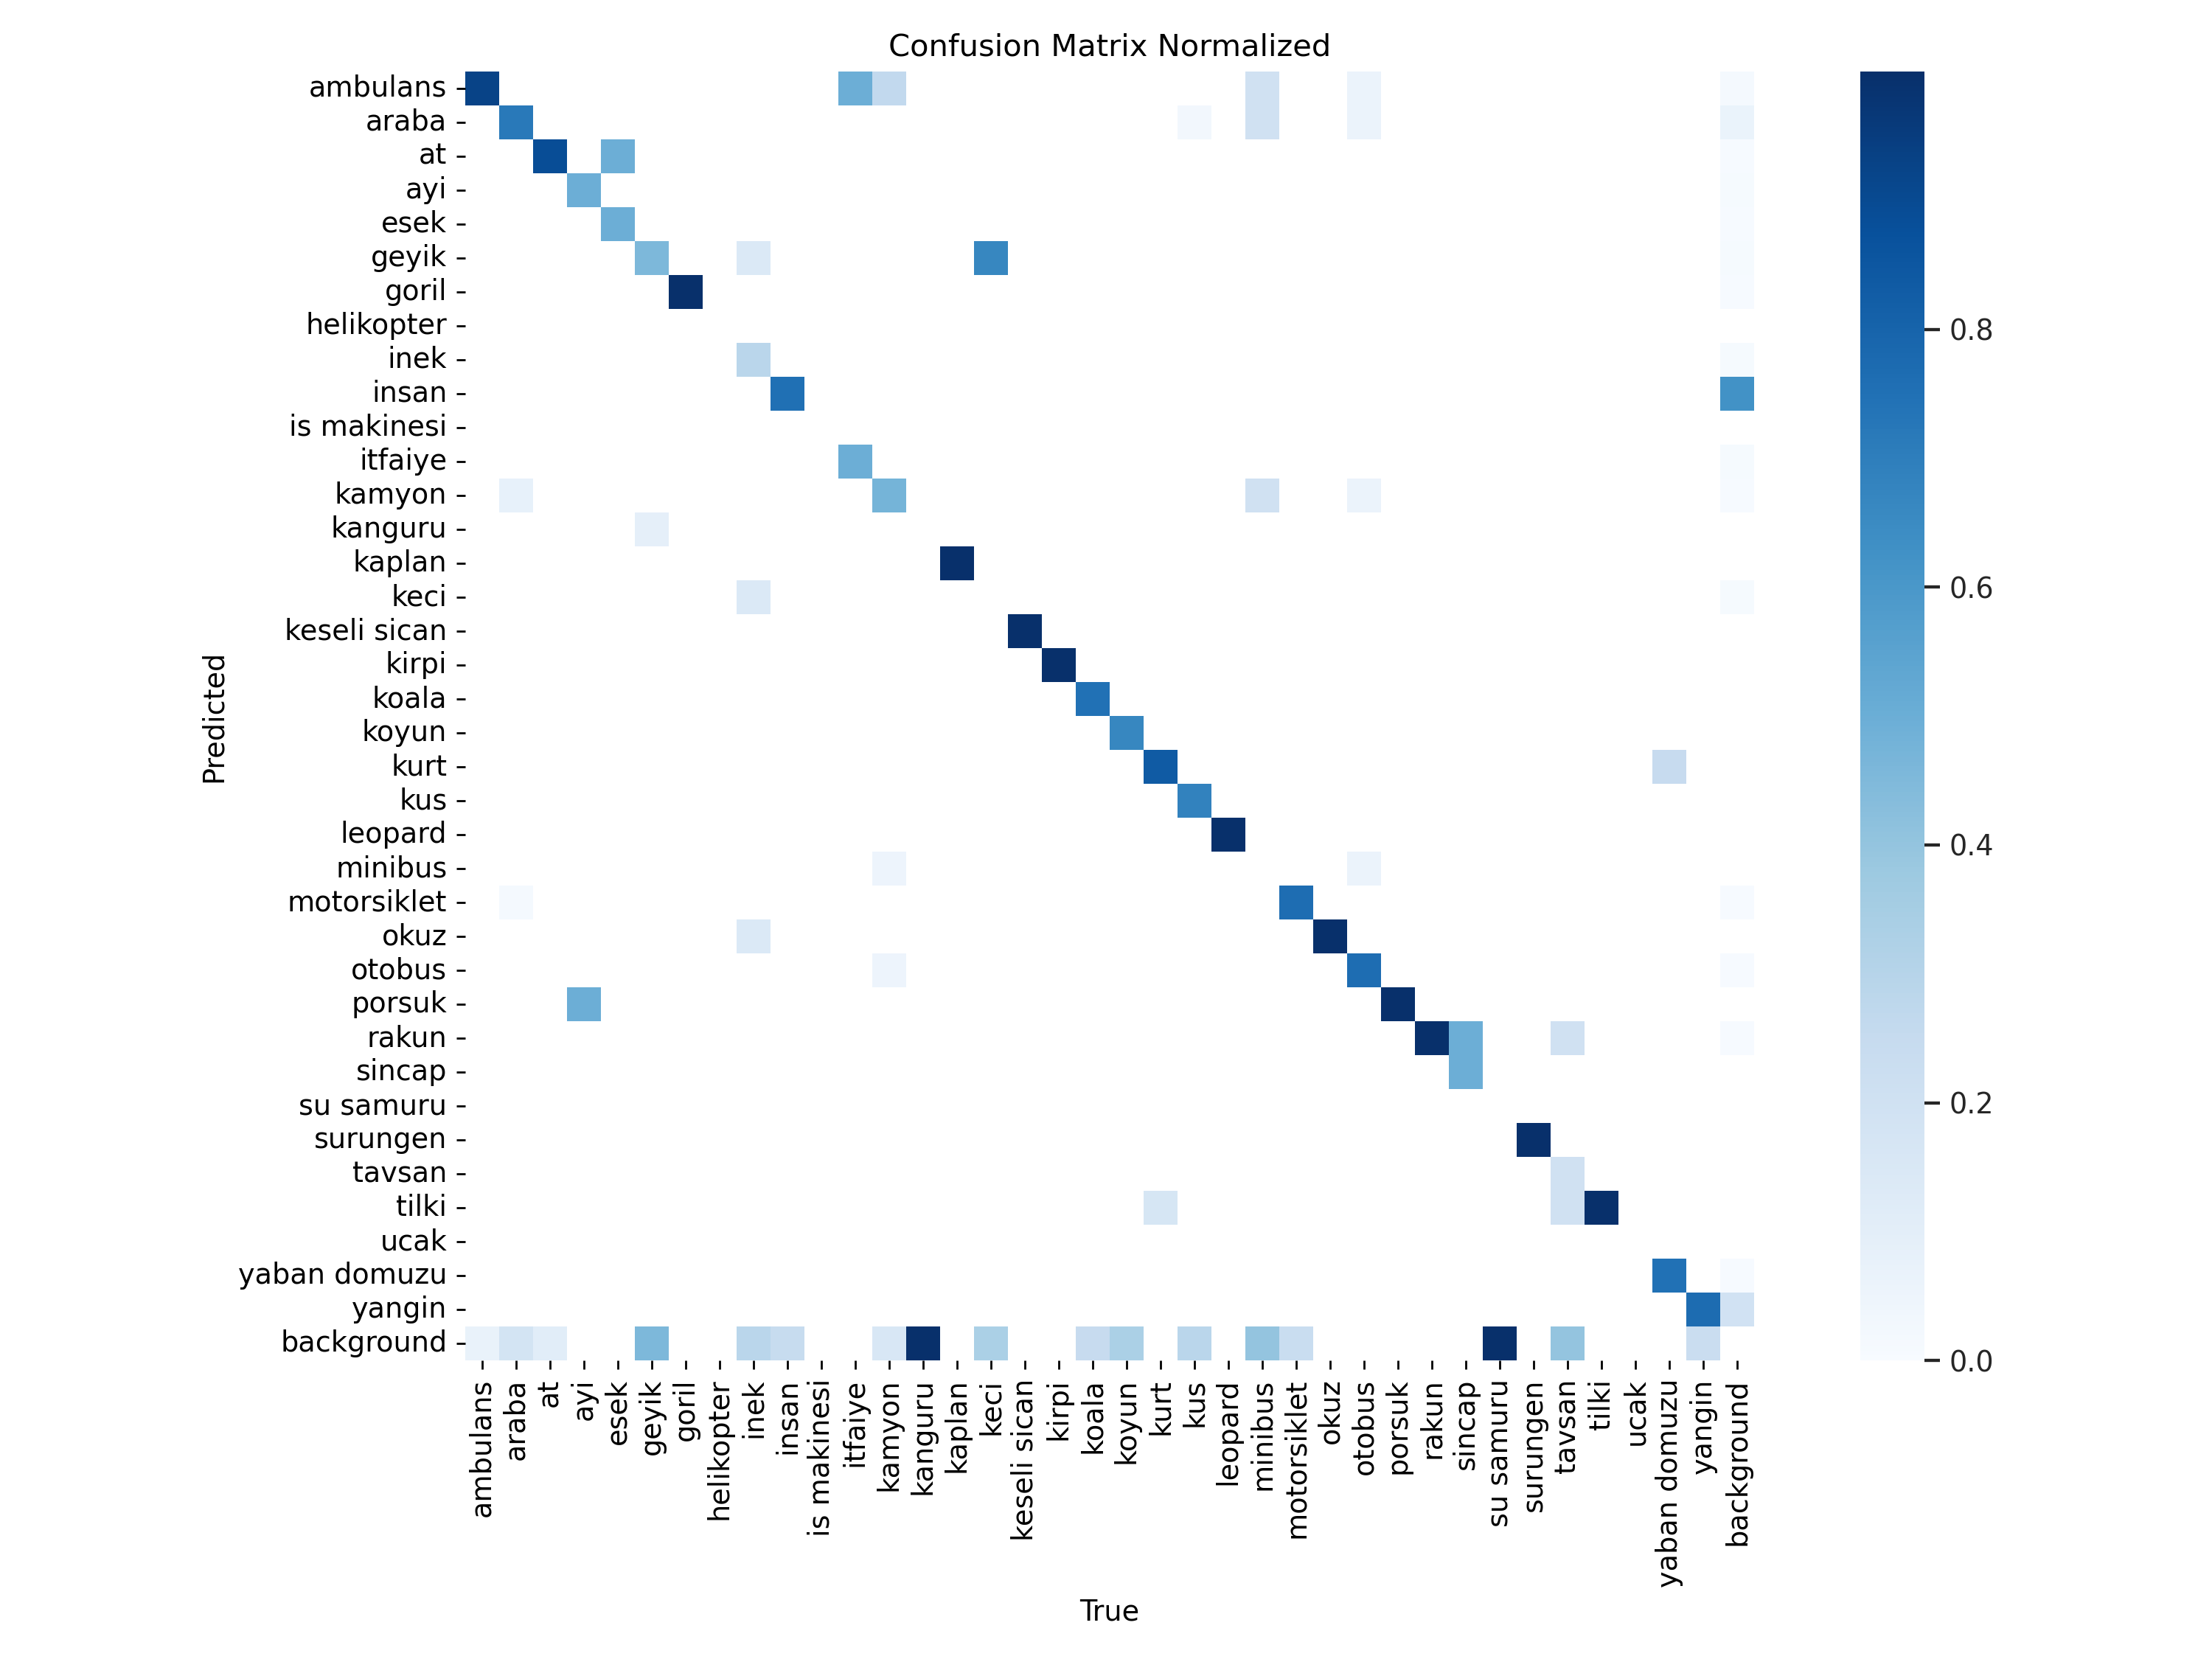 Confusion Matrix Normalized
ambulans
araba
at
ayi
esek
geyik
goril
helikopter
inek
insan
is makinesi
itfaiye
kamyon
kanguru
kaplan
keci
keseli sican
kirpi
koala
koyun
kurt
kus
leopard
minibus
motorsiklet
okuz
otobus
porsuk
rakun
sincap
su samuru
surungen
tavsan
tilki
ucak
yaban domuzu
yangin
background
Predicted
ambulans
araba
at
ayi
esek
geyik
goril
helikopter
inek
insan
is makinesi
itfaiye
kamyon
kanguru
kaplan
keci
keseli sican
kirpi
koala
koyun
kurt
kus
leopard
minibus
motorsiklet
okuz
otobus
porsuk
rakun
sincap
su samuru
surungen
tavsan
tilki
ucak
yaban domuzu
yangin
background
True
0.8
0.6
0.4
0.2
0.0